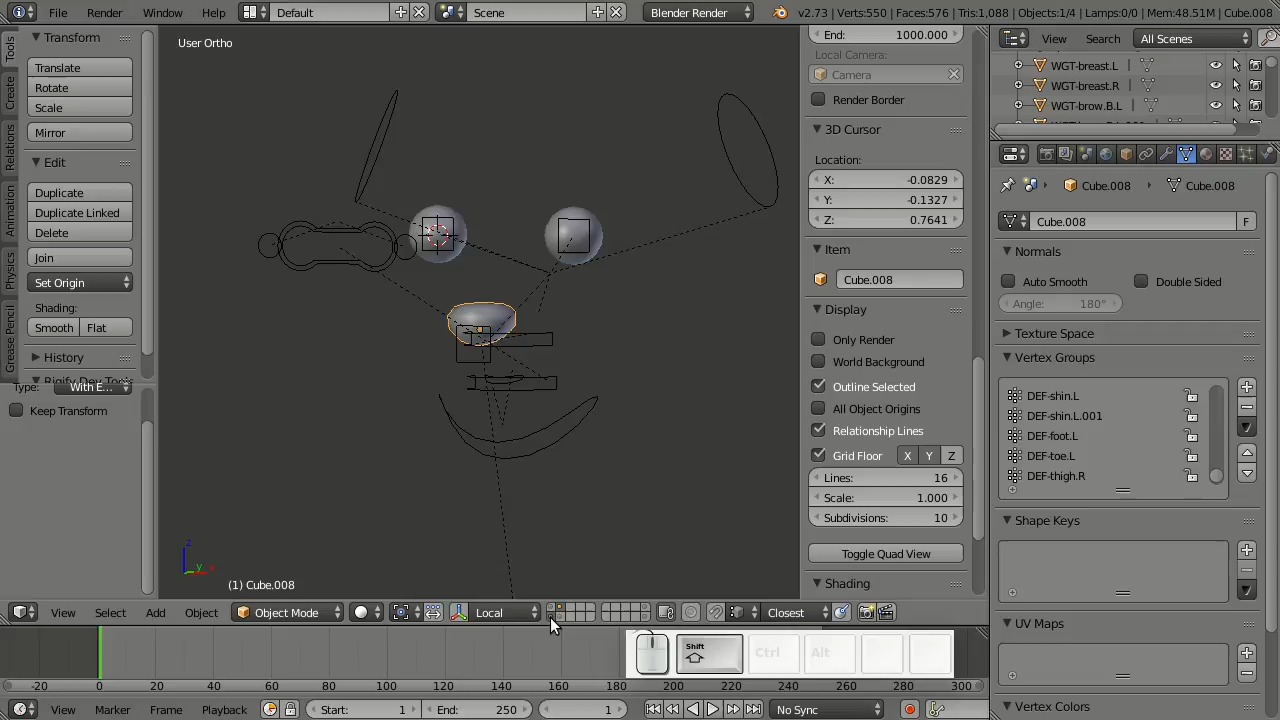 File Render Window Help Default Scene Blender Render v2.73 | Verts:550 | Faces:576 | Tris:1,088 | Objects:1/4 | Lamps:0/0 | Mem:48.51M | Cube.008
Transform
Translate
Rotate
Scale
Mirror
Edit
Duplicate
Duplicate Linked
Delete
Join
Set Origin
Shading:
Smooth Flat
History
Rigify Dev Tools
Type: With E...
Keep Transform
Tools
Create
Relations
Animation
Physics
Grease Pencil
User Ortho
z
y
x
(1) Cube.008
End: 1000.000
Local Camera:
Camera
Render Border
3D Cursor
Location:
X: -0.0829
Y: -0.1327
Z: 0.7641
Item
Cube.008
Display
Only Render
World Background
Outline Selected
All Object Origins
Relationship Lines
Grid Floor X Y Z
Lines: 16
Scale: 1.000
Subdivisions: 10
Toggle Quad View
Shading
View Search All Scenes
WGT-breast.L
WGT-breast.R
WGT-brow.B.L
Cube.008 Cube.008
Cube.008 F
Normals
Auto Smooth Double Sided
Angle: 180°
Texture Space
Vertex Groups
DEF-shin.L
DEF-shin.L.001
DEF-foot.L
DEF-toe.L
DEF-thigh.R
Shape Keys
UV Maps
Vertex Colors
View Select Add Object Object Mode Local Closest
Shift Ctrl Alt
-20 0 20 40 60 80 100 120 140 160 180 200 220 240 260 280 300
View Marker Frame Playback Start: 1 End: 250 1 No Sync